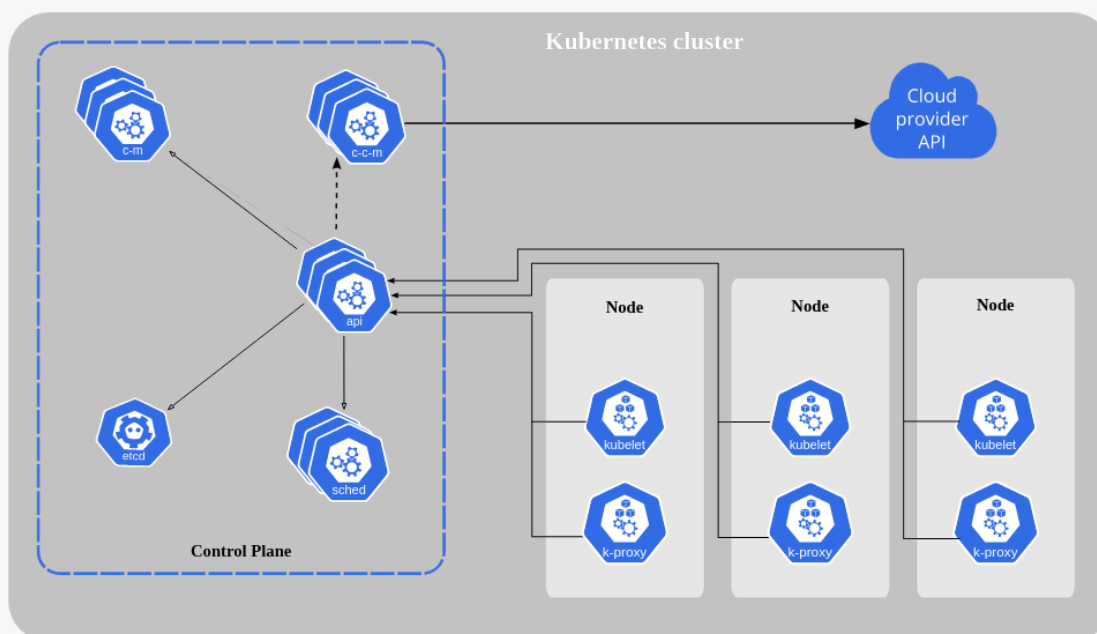 Kubernetes cluster
c-m
c-c-m
Cloud
provider
API
api
etcd
sched
Control Plane
Node
kubelet
k-proxy
Node
kubelet
k-proxy
Node
kubelet
k-proxy